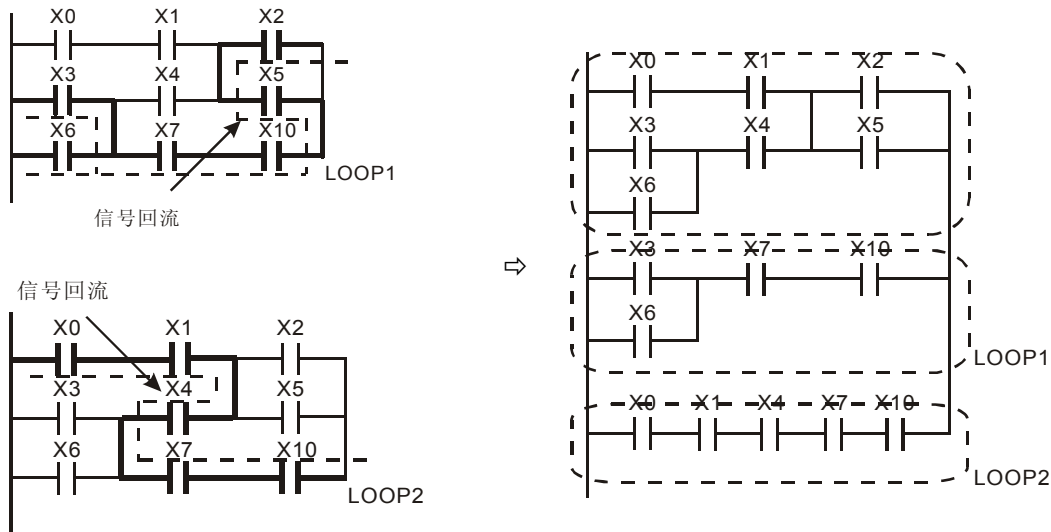 X0 X1 X2
X3 X4 X5
X6 X7 X10
LOOP1
信号回流
信号回流
X0 X1 X2
X3 X4 X5
X6 X7 X10
LOOP2
⇨
X0 X1 X2
X3 X4 X5
X6
X3 X7 X10
X6
LOOP1
X0 X1 X4 X7 X10
LOOP2